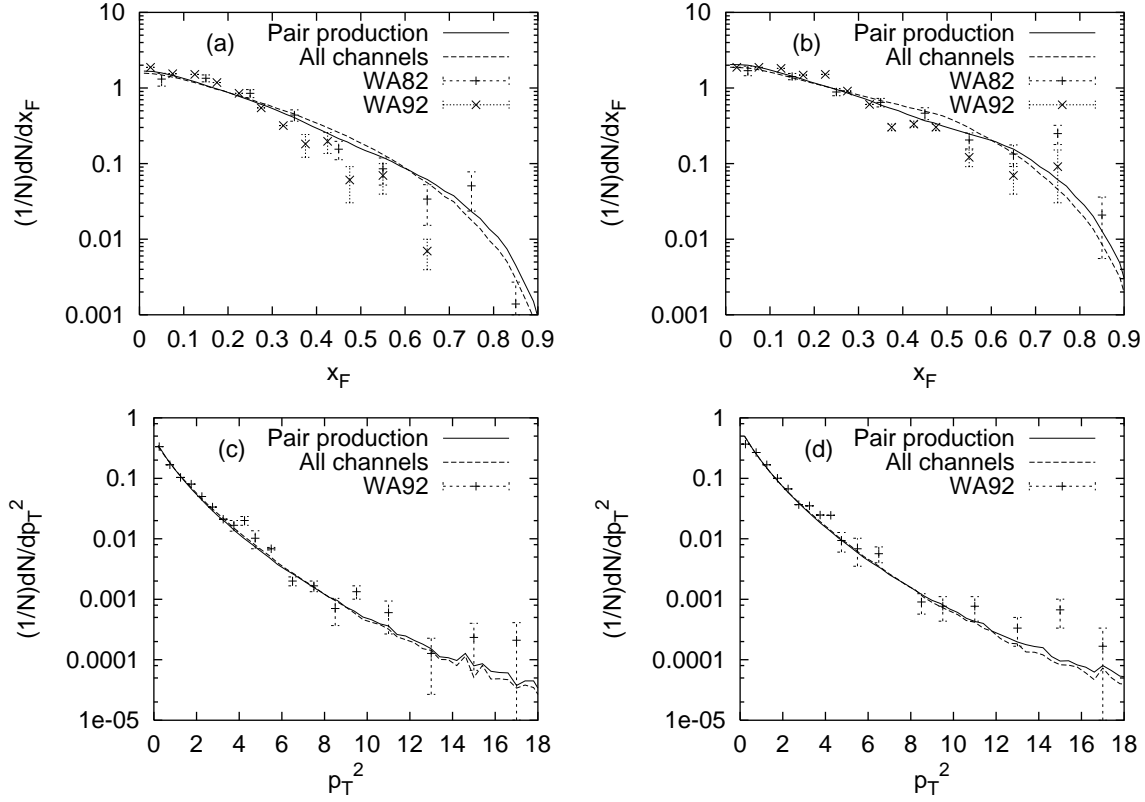 (a)
Pair production
All channels
WA82
WA92
(1/N)dN/dx_F
10
1
0.1
0.01
0.001
0 0.1 0.2 0.3 0.4 0.5 0.6 0.7 0.8 0.9
x_F
(b)
Pair production
All channels
WA82
WA92
(1/N)dN/dx_F
10
1
0.1
0.01
0.001
0 0.1 0.2 0.3 0.4 0.5 0.6 0.7 0.8 0.9
x_F
(c)
Pair production
All channels
WA92
(1/N)dN/dp_T^2
1
0.1
0.01
0.001
0.0001
1e-05
0 2 4 6 8 10 12 14 16 18
p_T^2
(d)
Pair production
All channels
WA92
(1/N)dN/dp_T^2
1
0.1
0.01
0.001
0.0001
1e-05
0 2 4 6 8 10 12 14 16 18
p_T^2